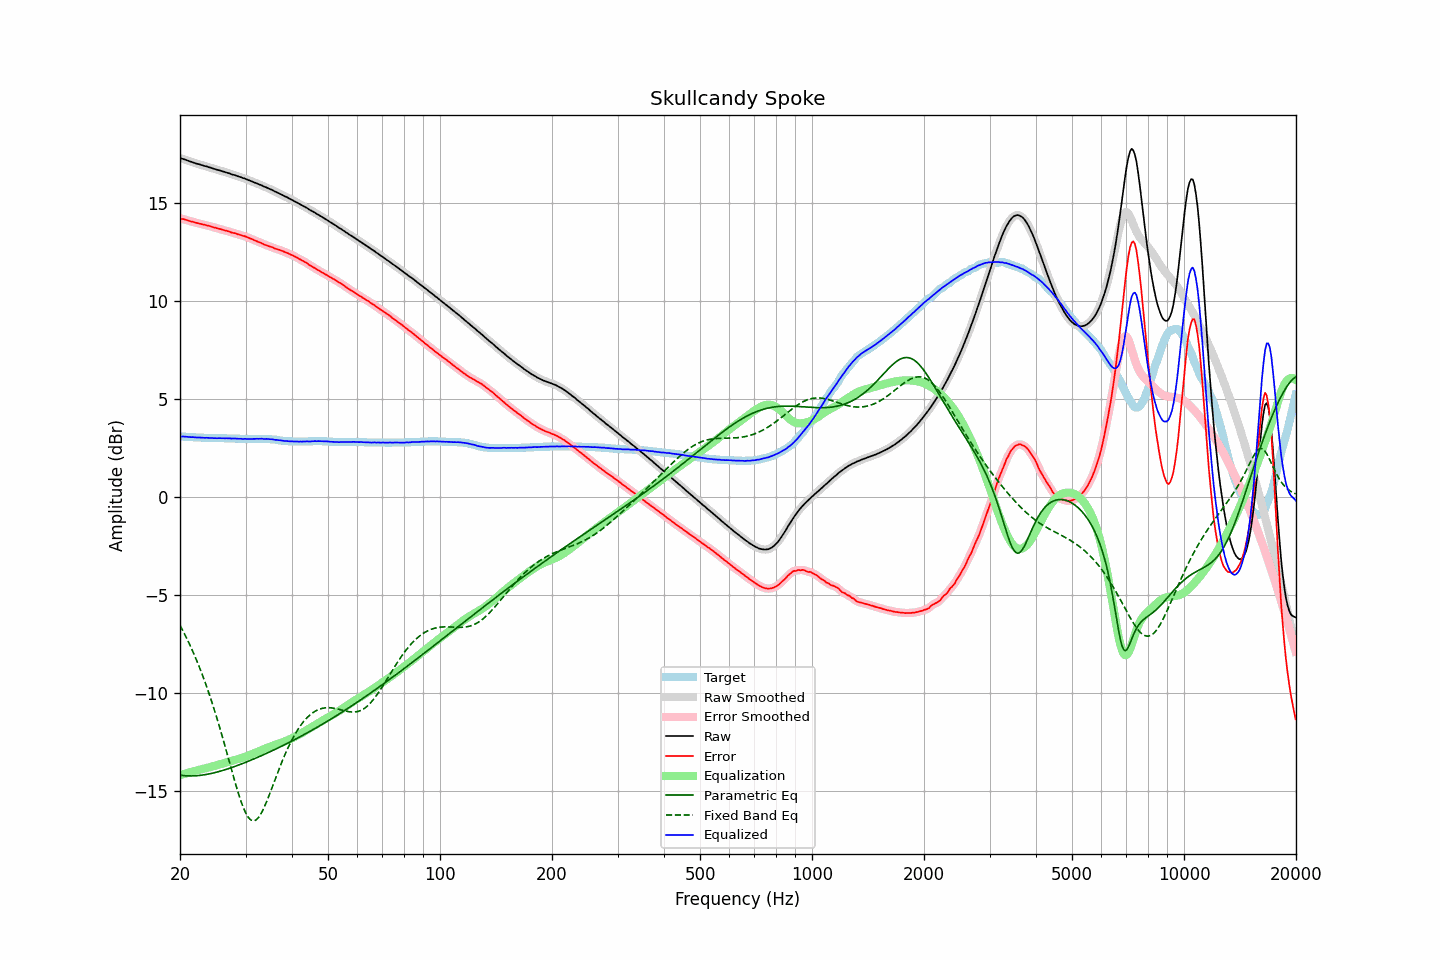 Skullcandy Spoke
Amplitude (dBr)
15
10
5
0
−5
−10
−15
Target
Raw Smoothed
Error Smoothed
Raw
Error
Equalization
Parametric Eq
Fixed Band Eq
Equalized
20 50 100 200 500 1000 2000 5000 10000 20000
Frequency (Hz)